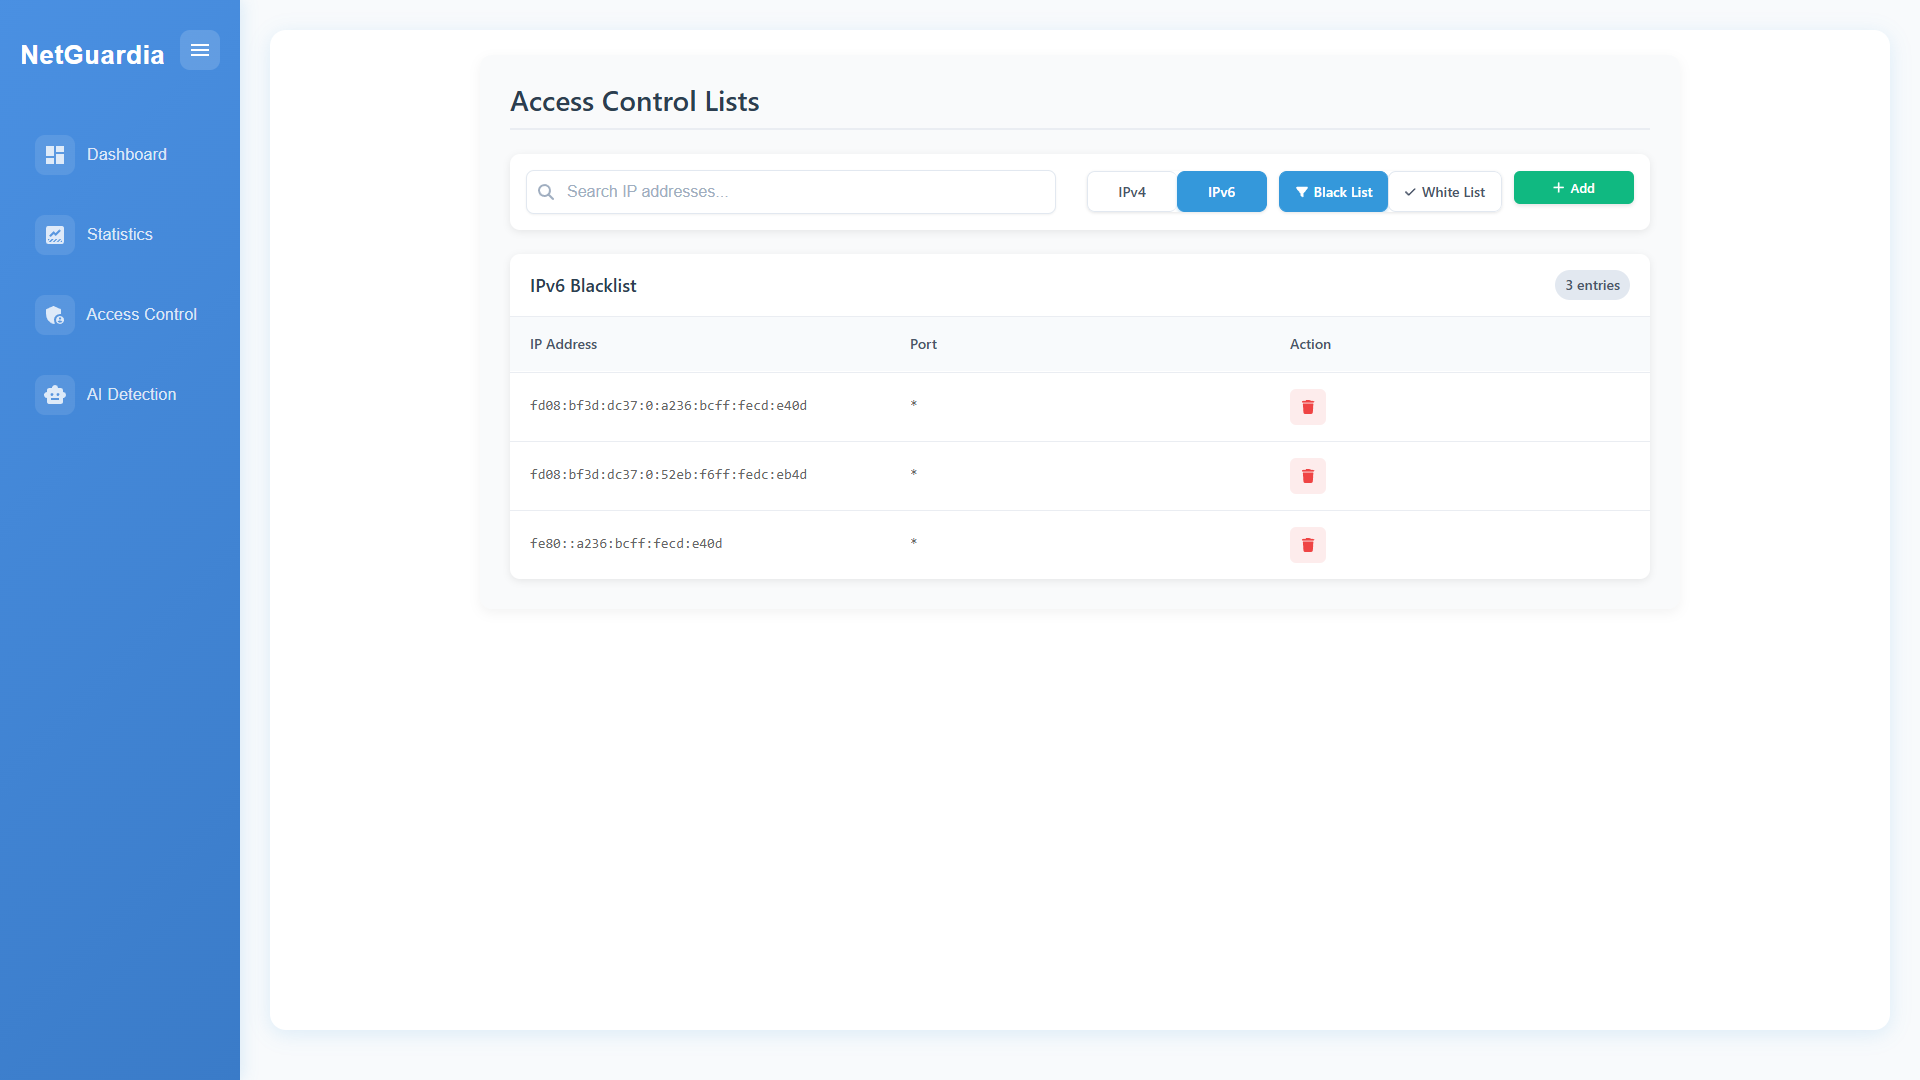 NetGuardia
Dashboard
Statistics
Access Control
AI Detection
Access Control Lists
Search IP addresses...
IPv4
IPv6
Black List
White List
Add
IPv6 Blacklist
3 entries
IP Address Port Action
fd08:bf3d:dc37:0:a236:bcff:fecd:e40d *
fd08:bf3d:dc37:0:52eb:f6ff:fedc:eb4d *
fe80::a236:bcff:fecd:e40d *